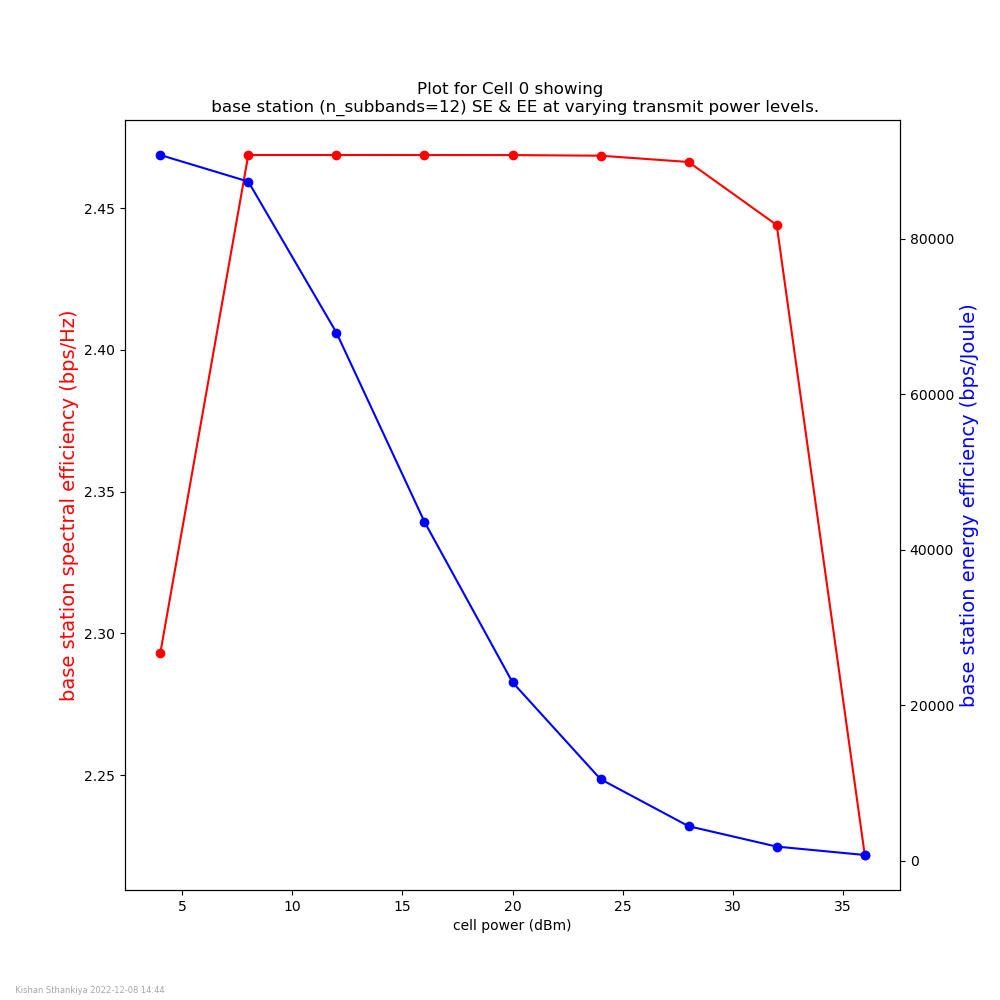 Plot for Cell 0 showing
base station (n_subbands=12) SE & EE at varying transmit power levels.
base station spectral efficiency (bps/Hz)
2.45
2.40
2.35
2.30
2.25
80000
60000
40000
20000
0
base station energy efficiency (bps/Joule)
5 10 15 20 25 30 35
cell power (dBm)
Kishan Sthankiya 2022-12-08 14:44